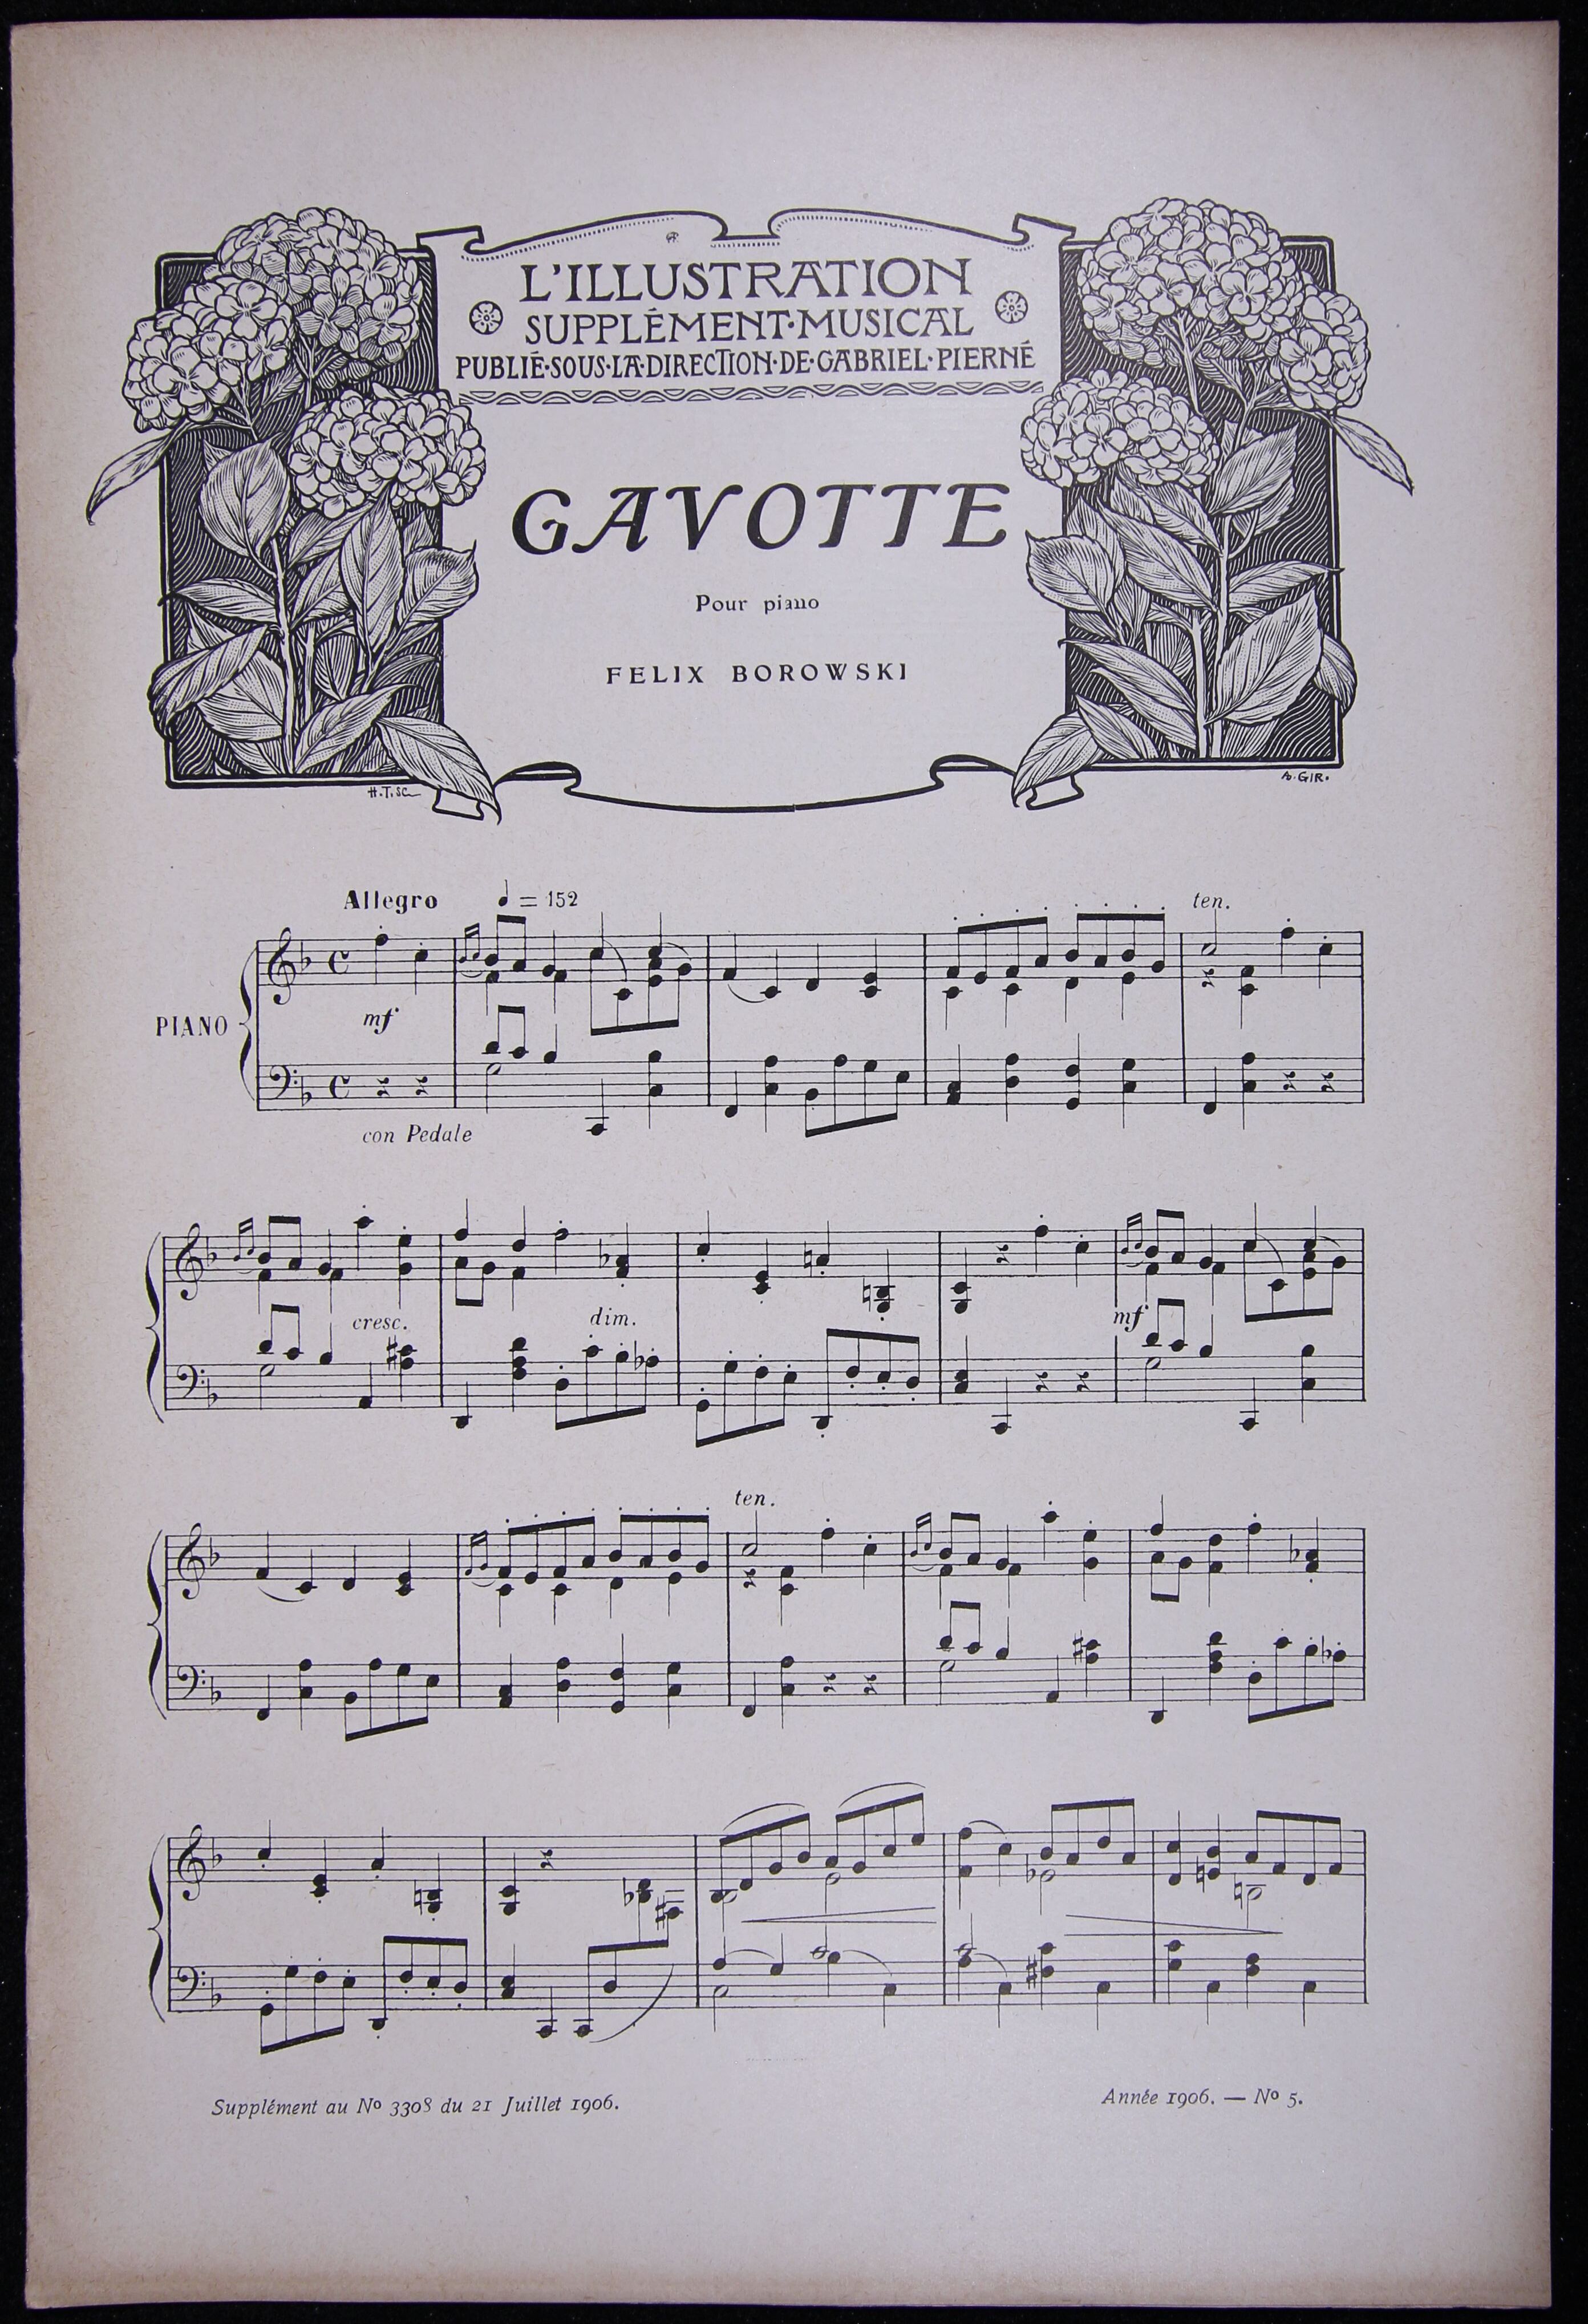 L'ILLUSTRATION
SUPPLÉMENT·MUSICAL
PUBLIÉ·SOUS·LA·DIRECTION·DE·GABRIEL·PIERNÉ
GAVOTTE
Pour piano
FELIX BOROWSKI
H.T.SC
A.GIR.
Allegro ♩ = 152
ten.
PIANO
mf
con Pedale
cresc.
dim.
mf
ten.
Supplément au Nº 3308 du 21 Juillet 1906.
Année 1906. — Nº 5.